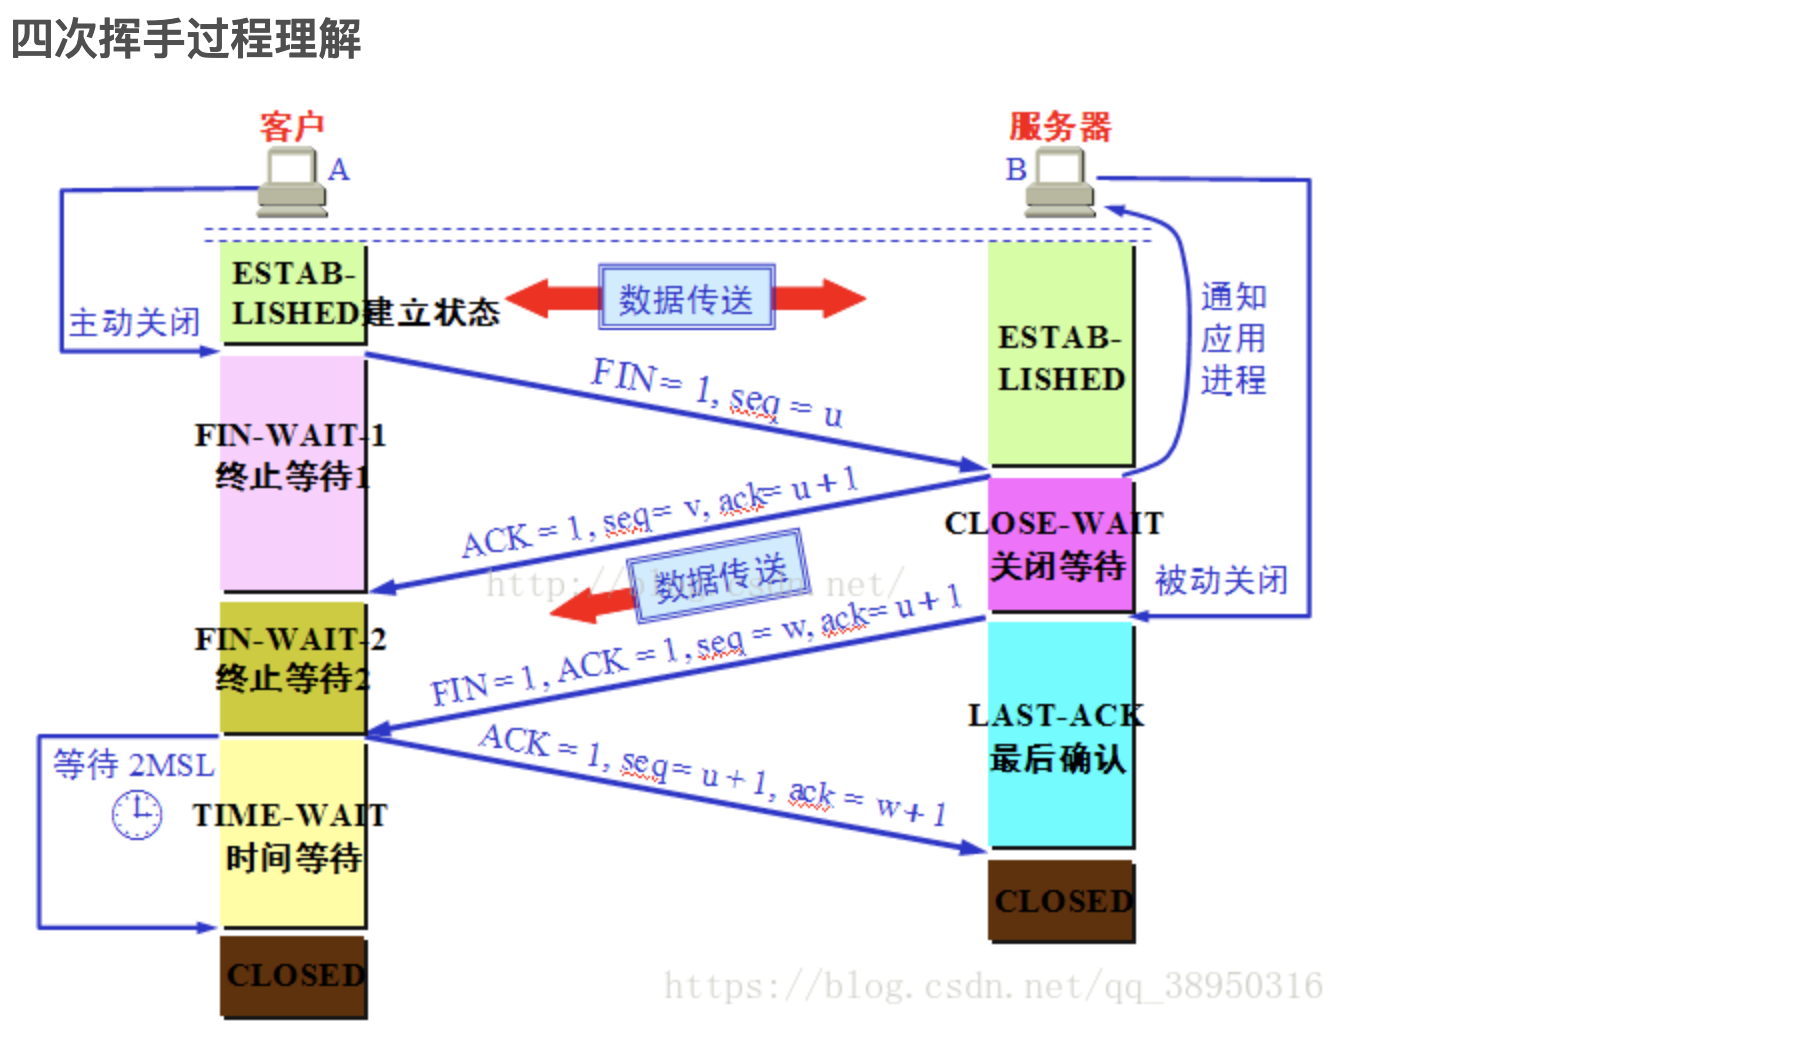 四次挥手过程理解
客户
服务器
A
B
ESTAB-
LISHED建立状态
数据传送
主动关闭
ESTAB-
LISHED
通知
应用
进程
FIN = 1, seq = u
FIN-WAIT-1
终止等待1
ACK = 1, seq = v, ack = u + 1
CLOSE-WAIT
关闭等待
被动关闭
http://blog.csdn.net/
数据传送
FIN-WAIT-2
终止等待2
FIN = 1, ACK = 1, seq = w, ack = u + 1
LAST-ACK
最后确认
ACK = 1, seq = u + 1, ack = w + 1
等待 2MSL
TIME-WAIT
时间等待
CLOSED
CLOSED
https://blog.csdn.net/qq_38950316